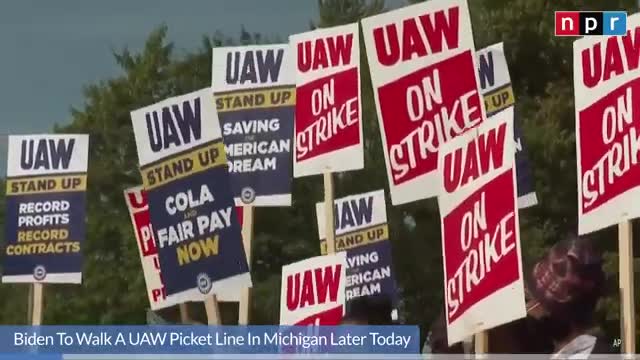 npr
UAW
STAND UP
RECORD
PROFITS
RECORD
CONTRACTS
UAW
STAND UP
COLA
AND
FAIR PAY
NOW
UAW
STAND UP
SAVING THE
AMERICAN
DREAM
UAW
ON
STRIKE
UAW
ON
STRIKE
UAW
ON
STRIKE
UAW
ON
STRIKE
UAW
STAND UP
SAVING
AMERICAN
DREAM
UAW
Biden To Walk A UAW Picket Line In Michigan Later Today
AP